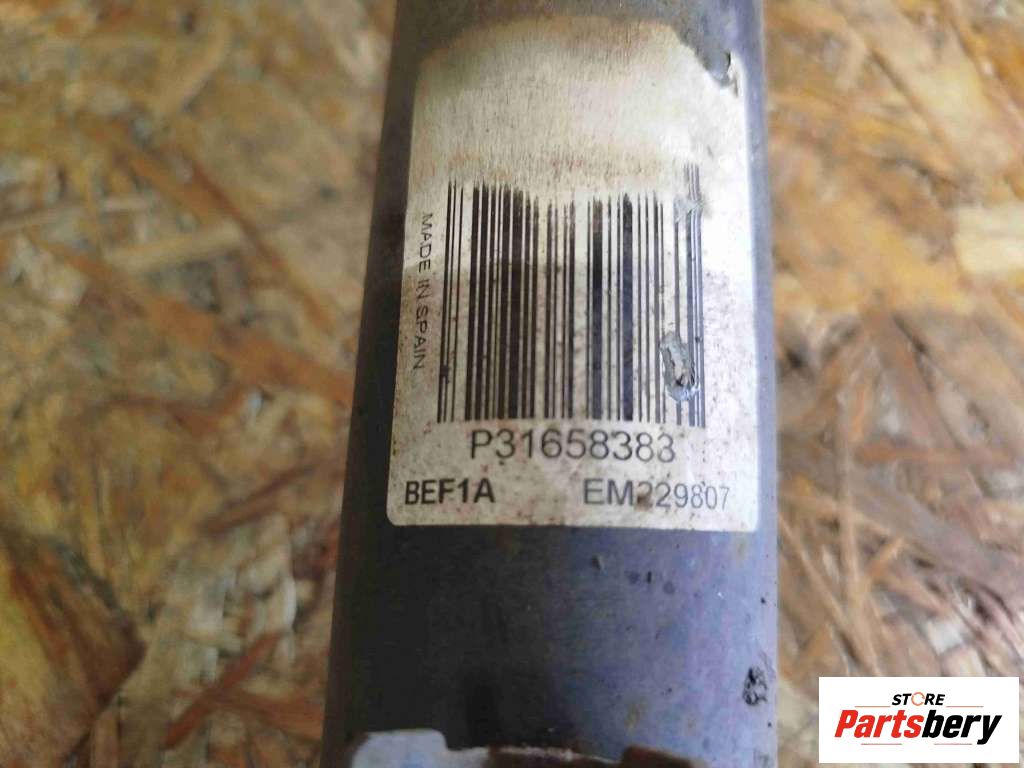 MADE IN SPAIN
P31658383
BEF1A EM229807
STORE
Partsbery